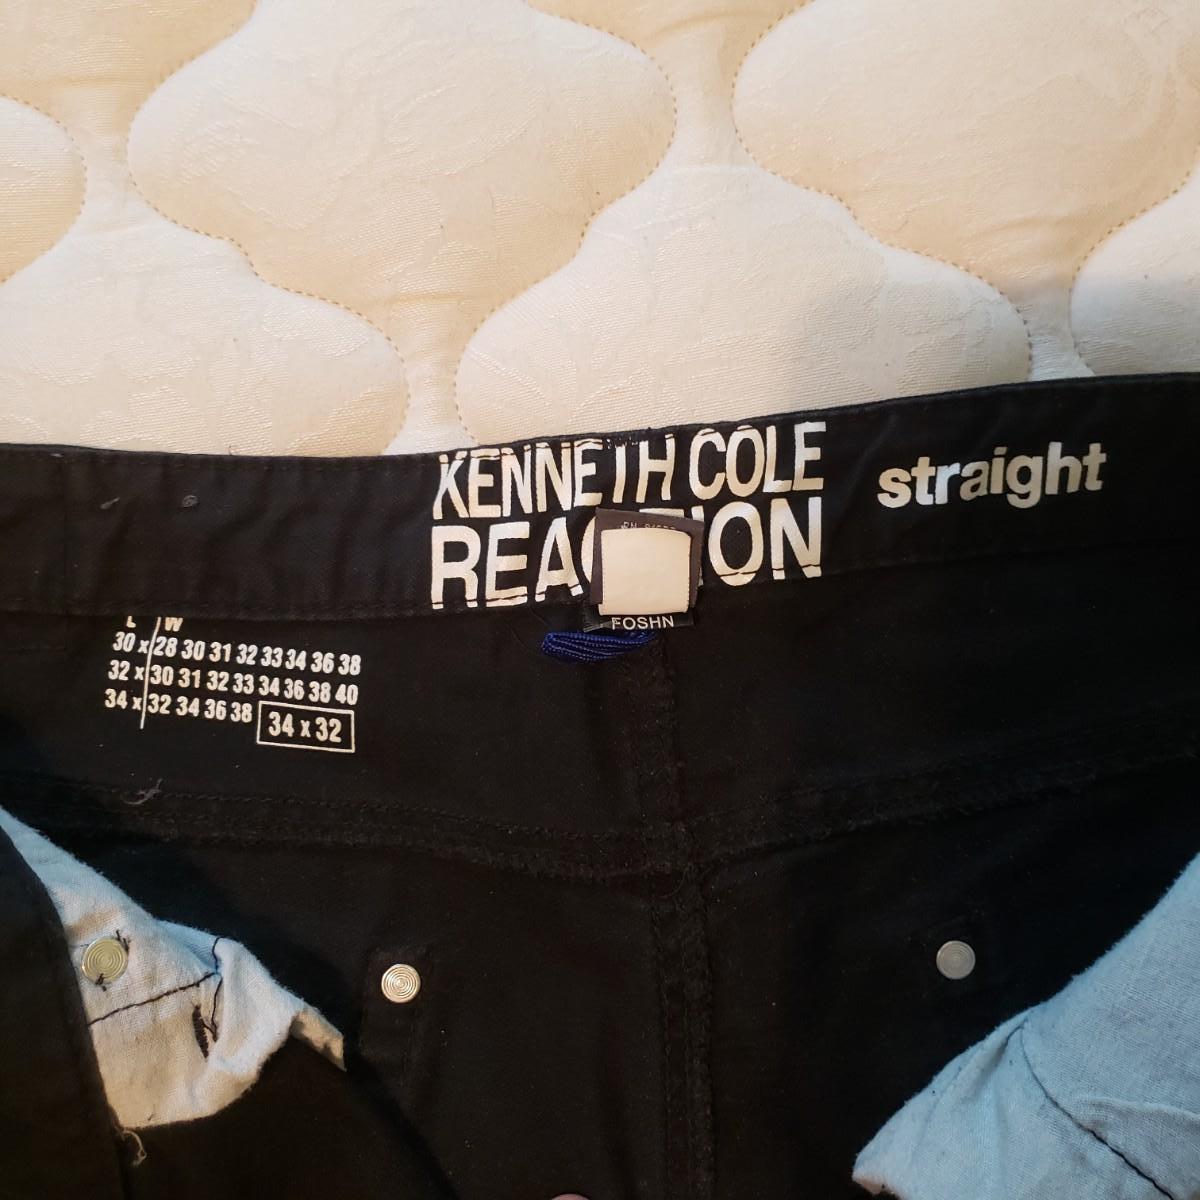 KENNETH COLE
REACTION
straight
FOSHN
L W
30 x 28 30 31 32 33 34 36 38
32 x 30 31 32 33 34 36 38 40
34 x 32 34 36 38
34 x 32